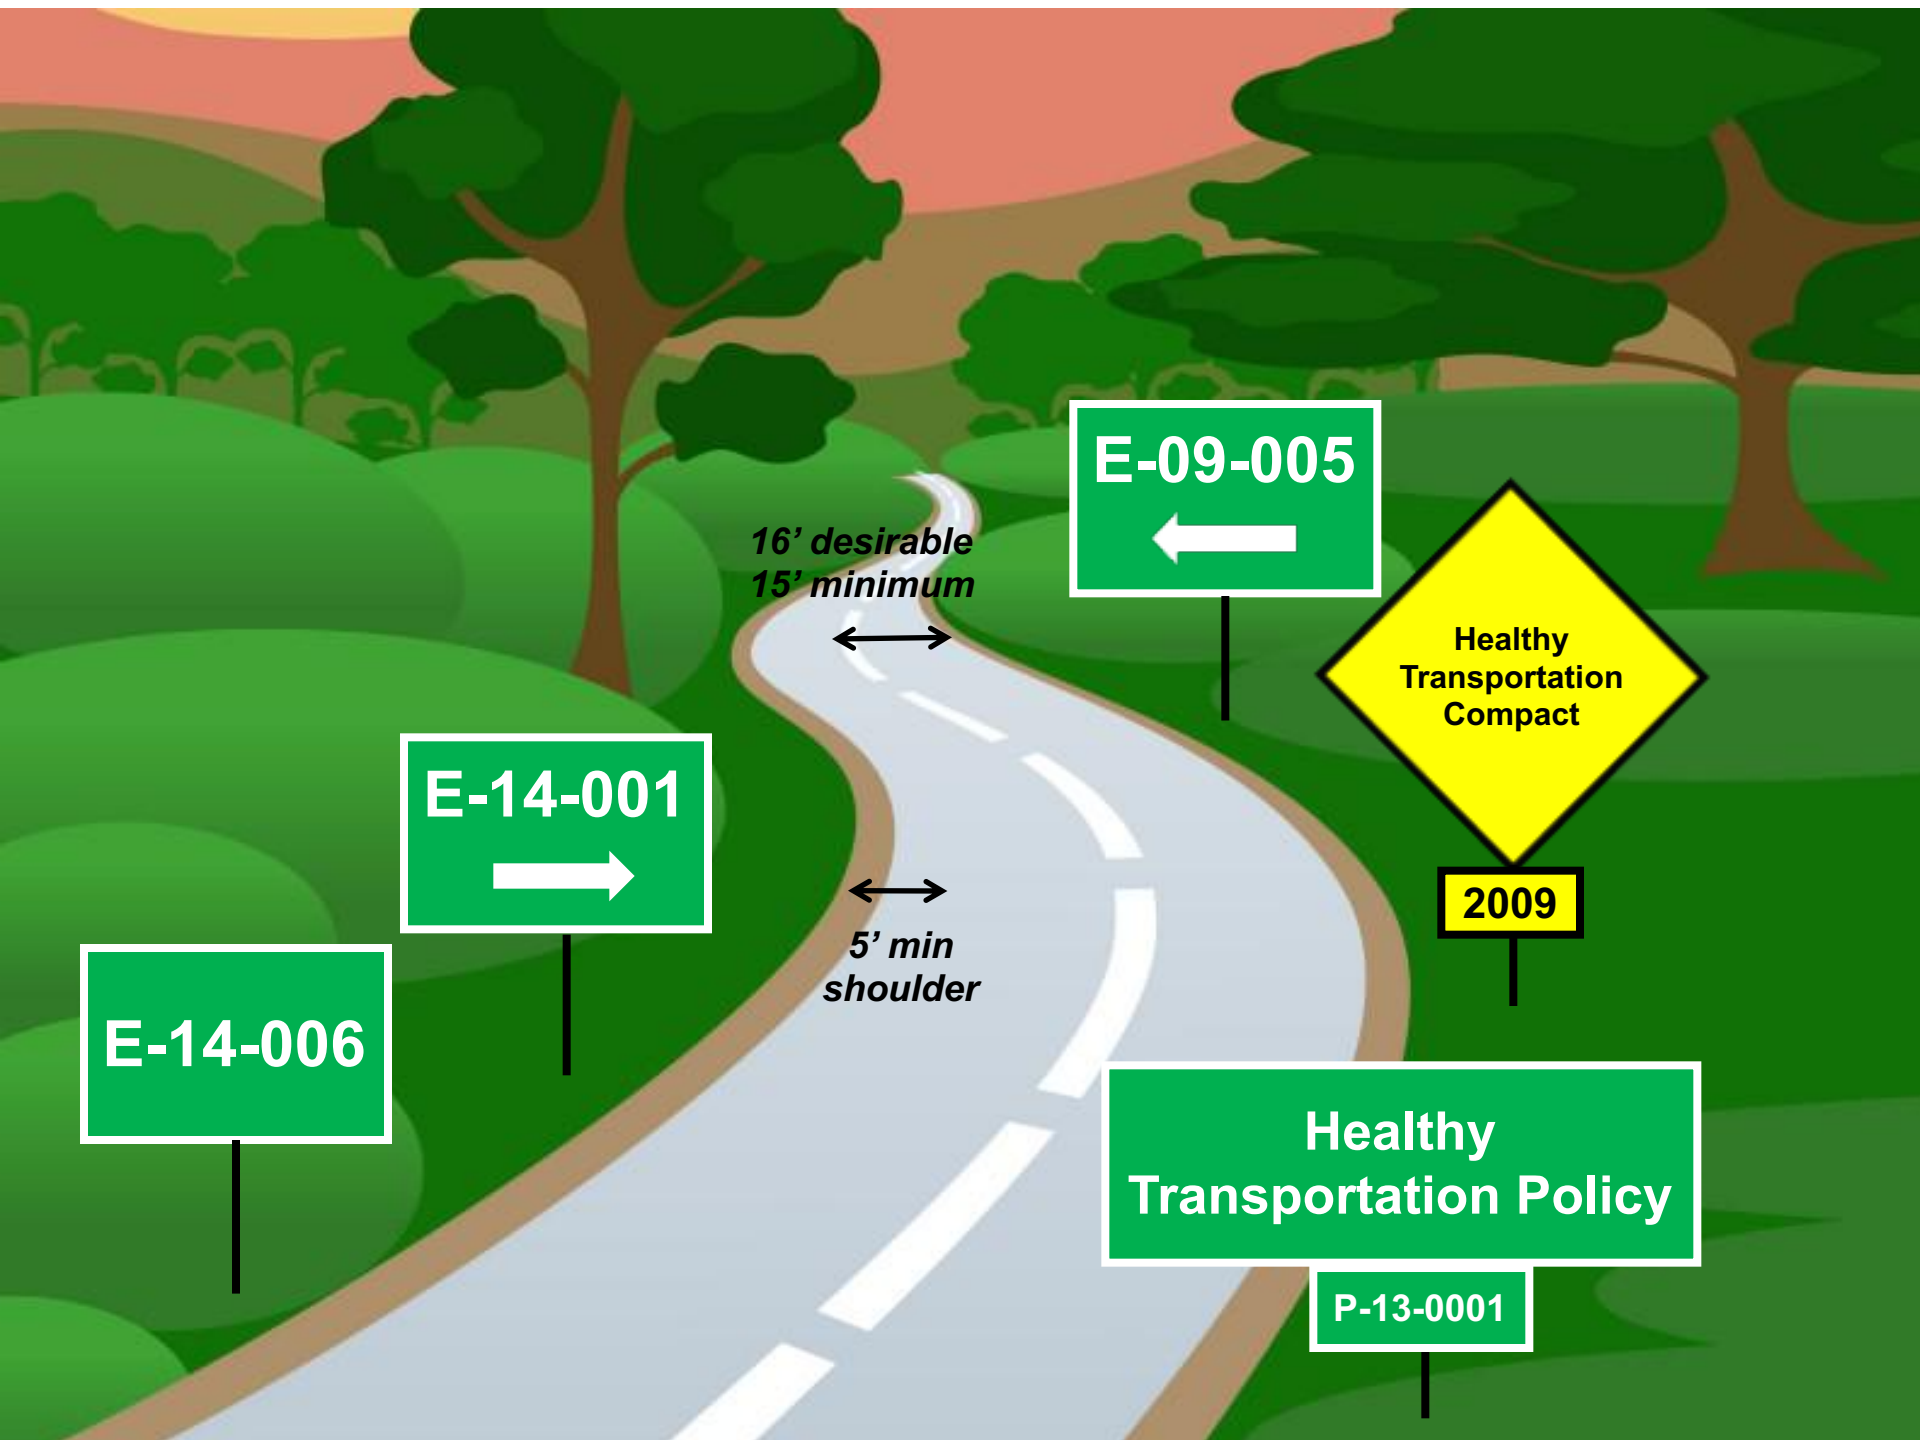 E-09-005
16’ desirable
15’ minimum
Healthy
Transportation
Compact
2009
E-14-001
5’ min
shoulder
E-14-006
Healthy
Transportation Policy
P-13-0001